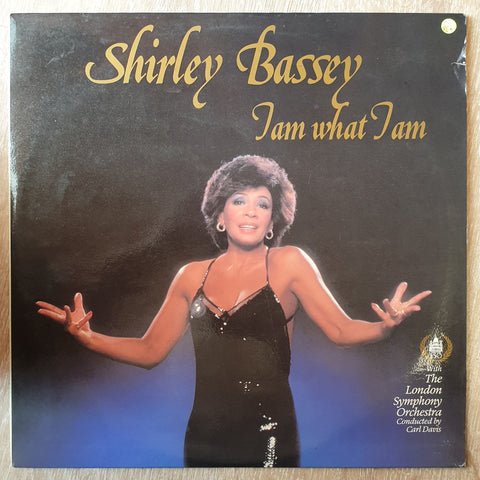 Shirley Bassey
I am what I am
With
The
London
Symphony
Orchestra
Conducted by
Carl Davis